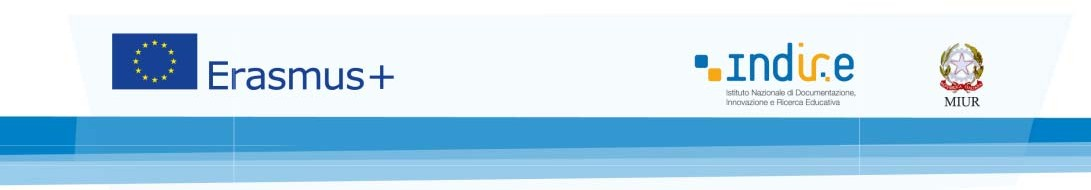 Erasmus+
indire
Istituto Nazionale di Documentazione,
Innovazione e Ricerca Educativa
MIUR